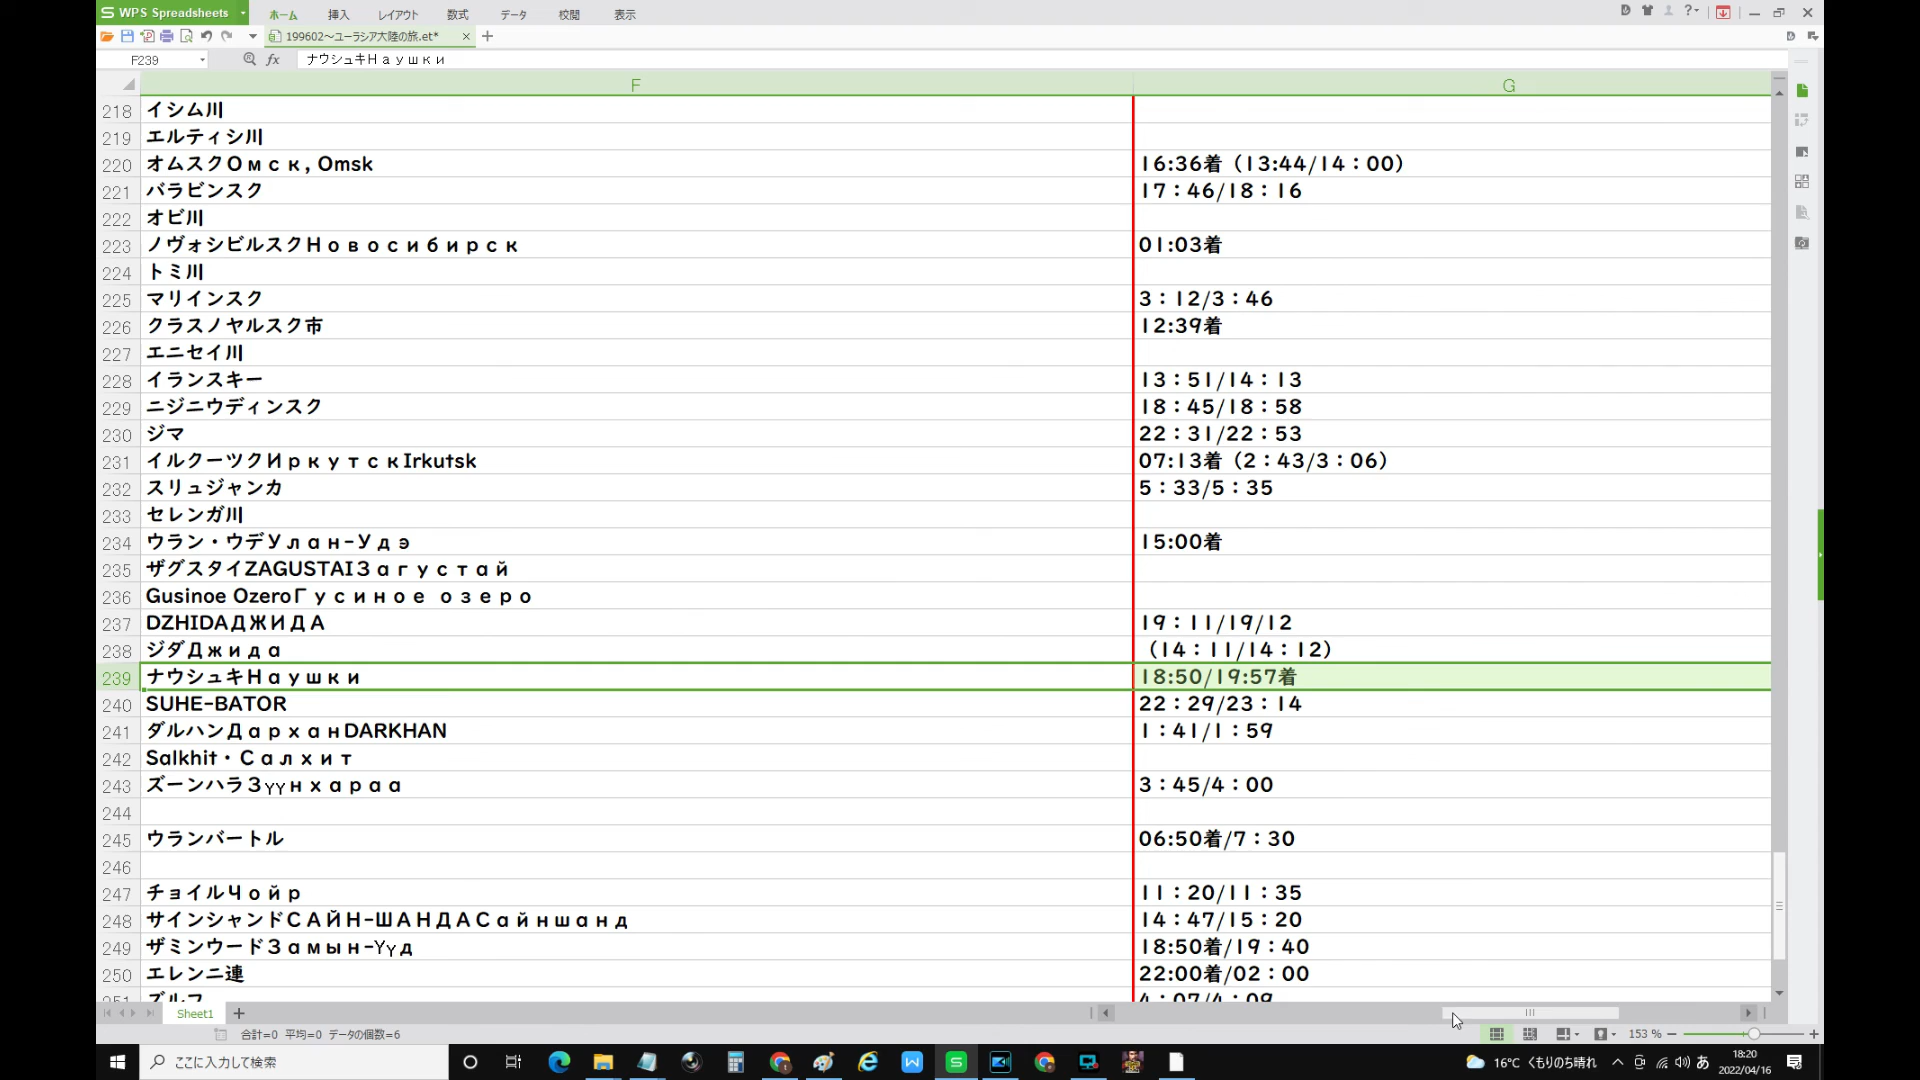 WPS Spreadsheets
ホーム 挿入 レイアウト 数式 データ 校閲 表示
199602～ユーラシア大陸の旅.et*
F239 fx ナウシュキНаушки
F G
218 イシム川
219 エルティシ川
220 オムスクОмск, Omsk 16:36着（13:44/14：00）
221 バラビンスク 17：46/18：16
222 オビ川
223 ノヴォシビルスクНовосибирск 01:03着
224 トミ川
225 マリインスク 3：12/3：46
226 クラスノヤルスク市 12:39着
227 エニセイ川
228 イランスキー 13：51/14：13
229 ニジニウディンスク 18：45/18：58
230 ジマ 22：31/22：53
231 イルクーツクИркутскIrkutsk 07:13着（2：43/3：06）
232 スリュジャンカ 5：33/5：35
233 セレンガ川
234 ウラン・ウデУлан-Удэ 15:00着
235 ザグスタイZAGUSTAIЗагустай
236 Gusinoe OzeroГусиное озеро
237 DZHIDAДЖИДА 19：11/19/12
238 ジダДжида （14：11/14：12）
239 ナウシュキНаушки 18:50/19:57着
240 SUHE-BATOR 22：29/23：14
241 ダルハンДарханDARKHAN 1：41/1：59
242 Salkhit・Салхит
243 ズーンハラЗүүнхараа 3：45/4：00
244
245 ウランバートル 06:50着/7：30
246
247 チョイルЧойр 11：20/11：35
248 サインシャンドСАЙН-ШАНДАСайншанд 14：47/15：20
249 ザミンウードЗамын-Үүд 18:50着/19：40
250 エレンニ連 22:00着/02：00
251 ズルフ 4：07/4：09
Sheet1
合計=0 平均=0 データの個数=6
153 %
ここに入力して検索
16°C くもりのち晴れ
あ
18:20
2022/04/16